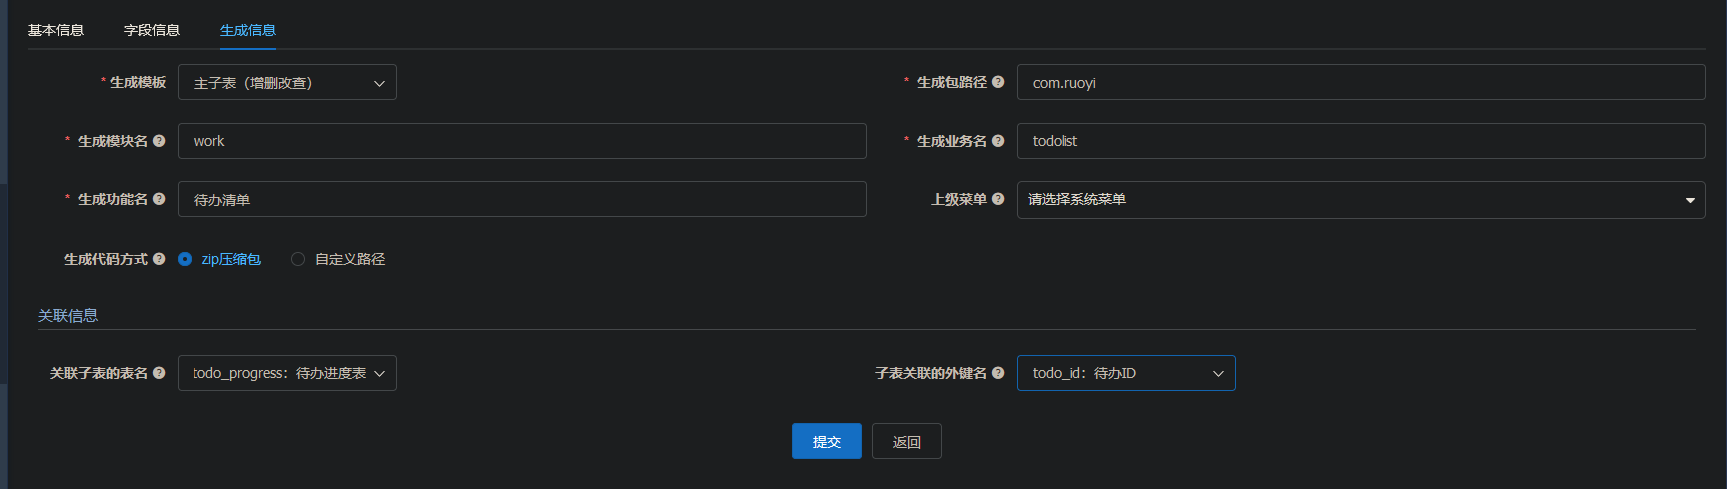 基本信息 字段信息 生成信息
* 生成模板 主子表（增删改查） * 生成包路径 com.ruoyi
* 生成模块名 work * 生成业务名 todolist
* 生成功能名 待办清单 上级菜单 请选择系统菜单
生成代码方式 zip压缩包 自定义路径
关联信息
关联子表的表名 todo_progress：待办进度表 子表关联的外键名 todo_id：待办ID
提交 返回